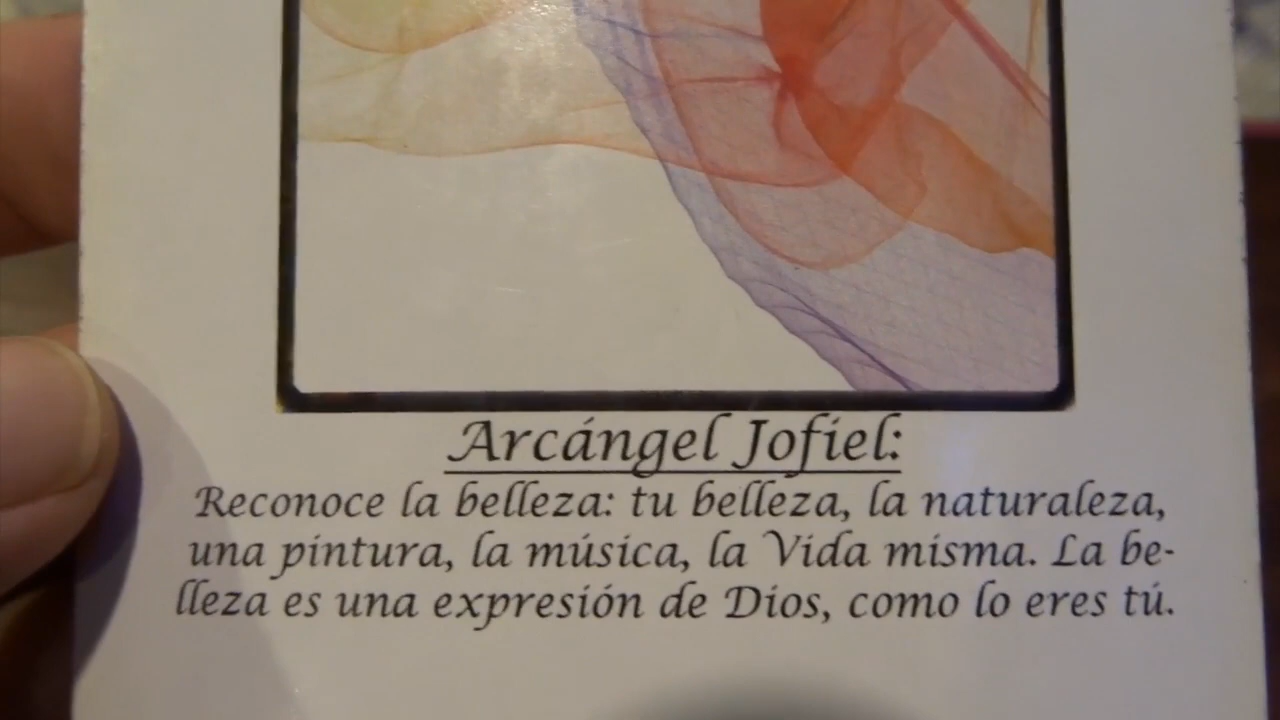 Arcángel Jofiel:
Reconoce la belleza: tu belleza, la naturaleza,
una pintura, la música, la Vida misma. La be-
lleza es una expresión de Dios, como lo eres tú.